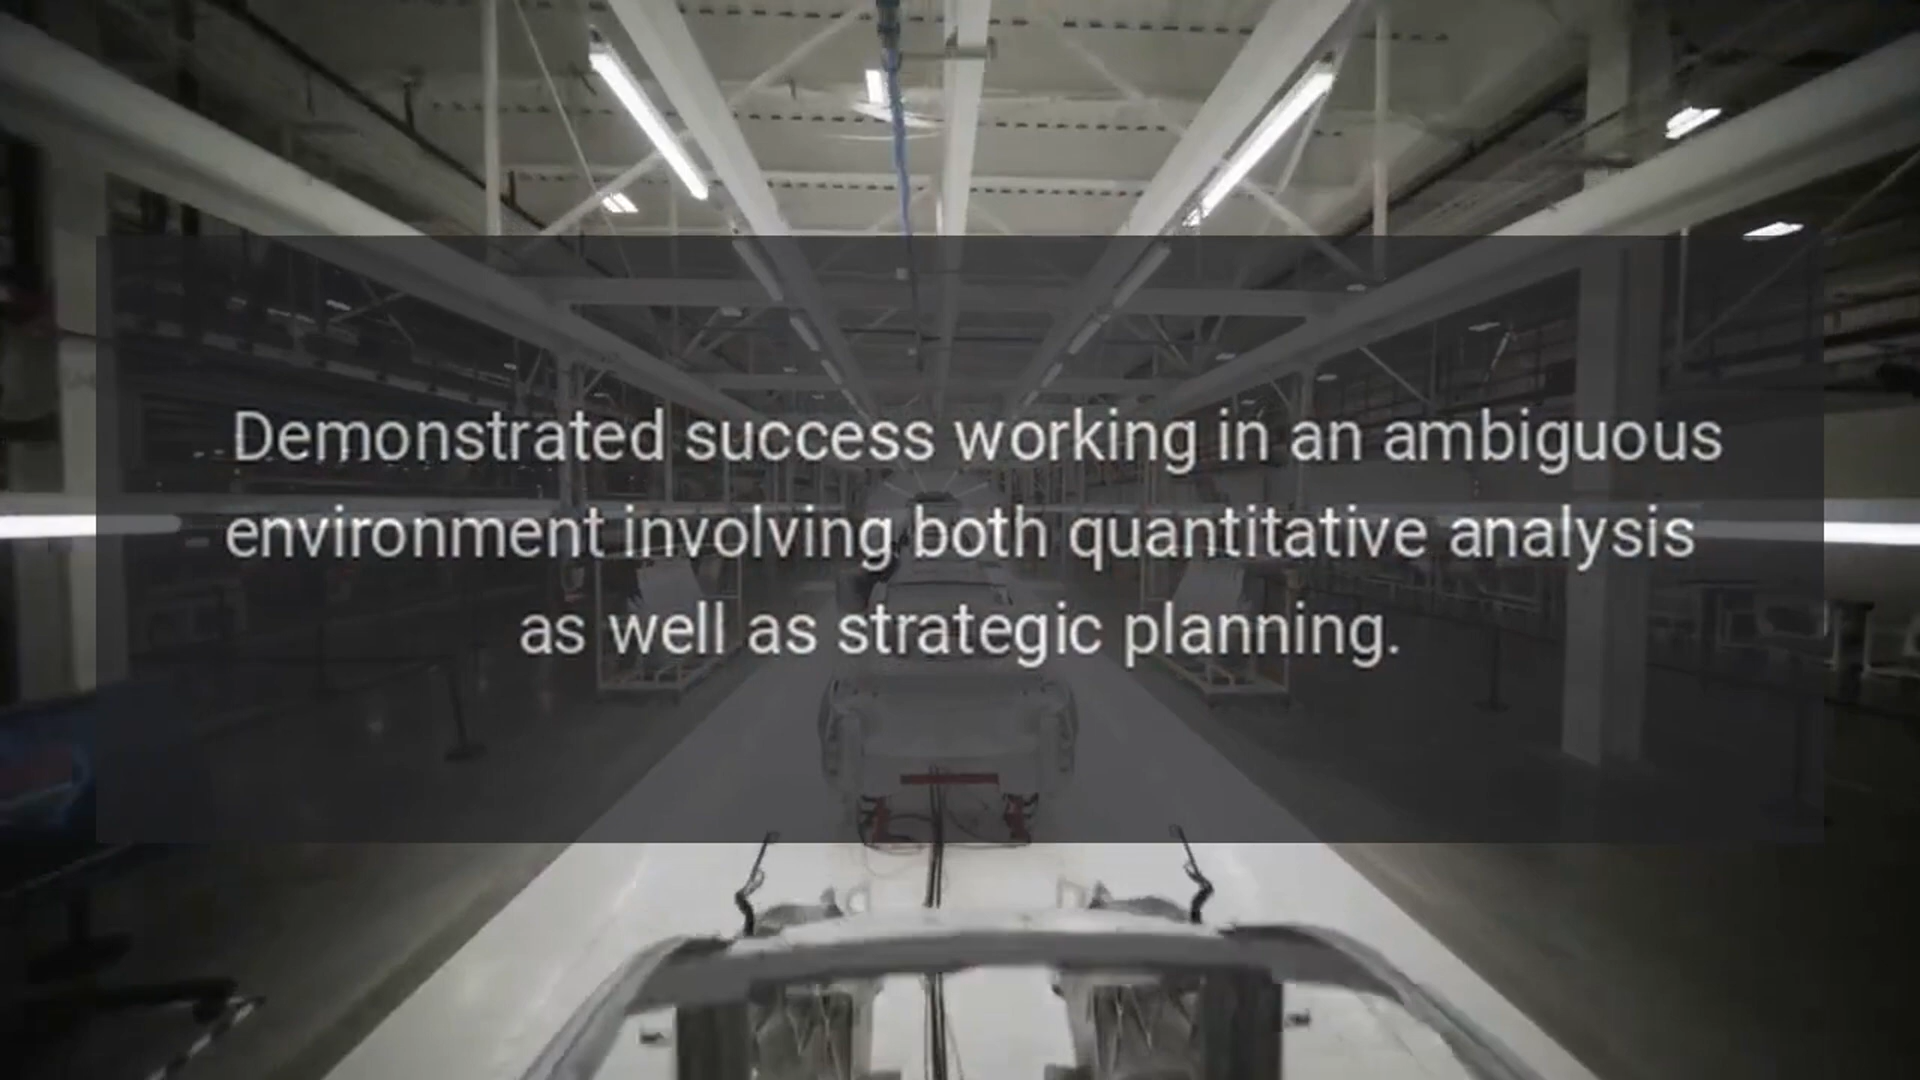 Demonstrated success working in an ambiguous
environment involving both quantitative analysis
as well as strategic planning.